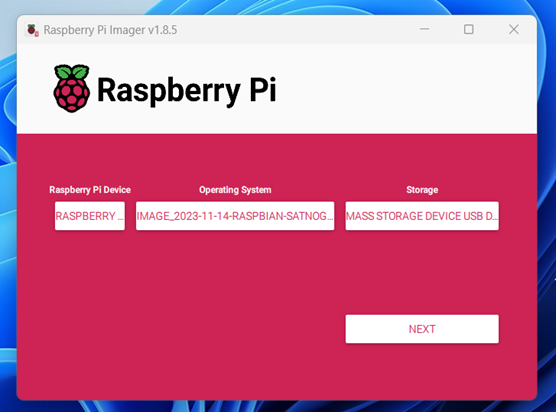 Raspberry Pi Imager v1.8.5
Raspberry Pi
Raspberry Pi Device Operating System Storage
RASPBERRY ... IMAGE_2023-11-14-RASPBIAN-SATNOG... MASS STORAGE DEVICE USB D...
NEXT